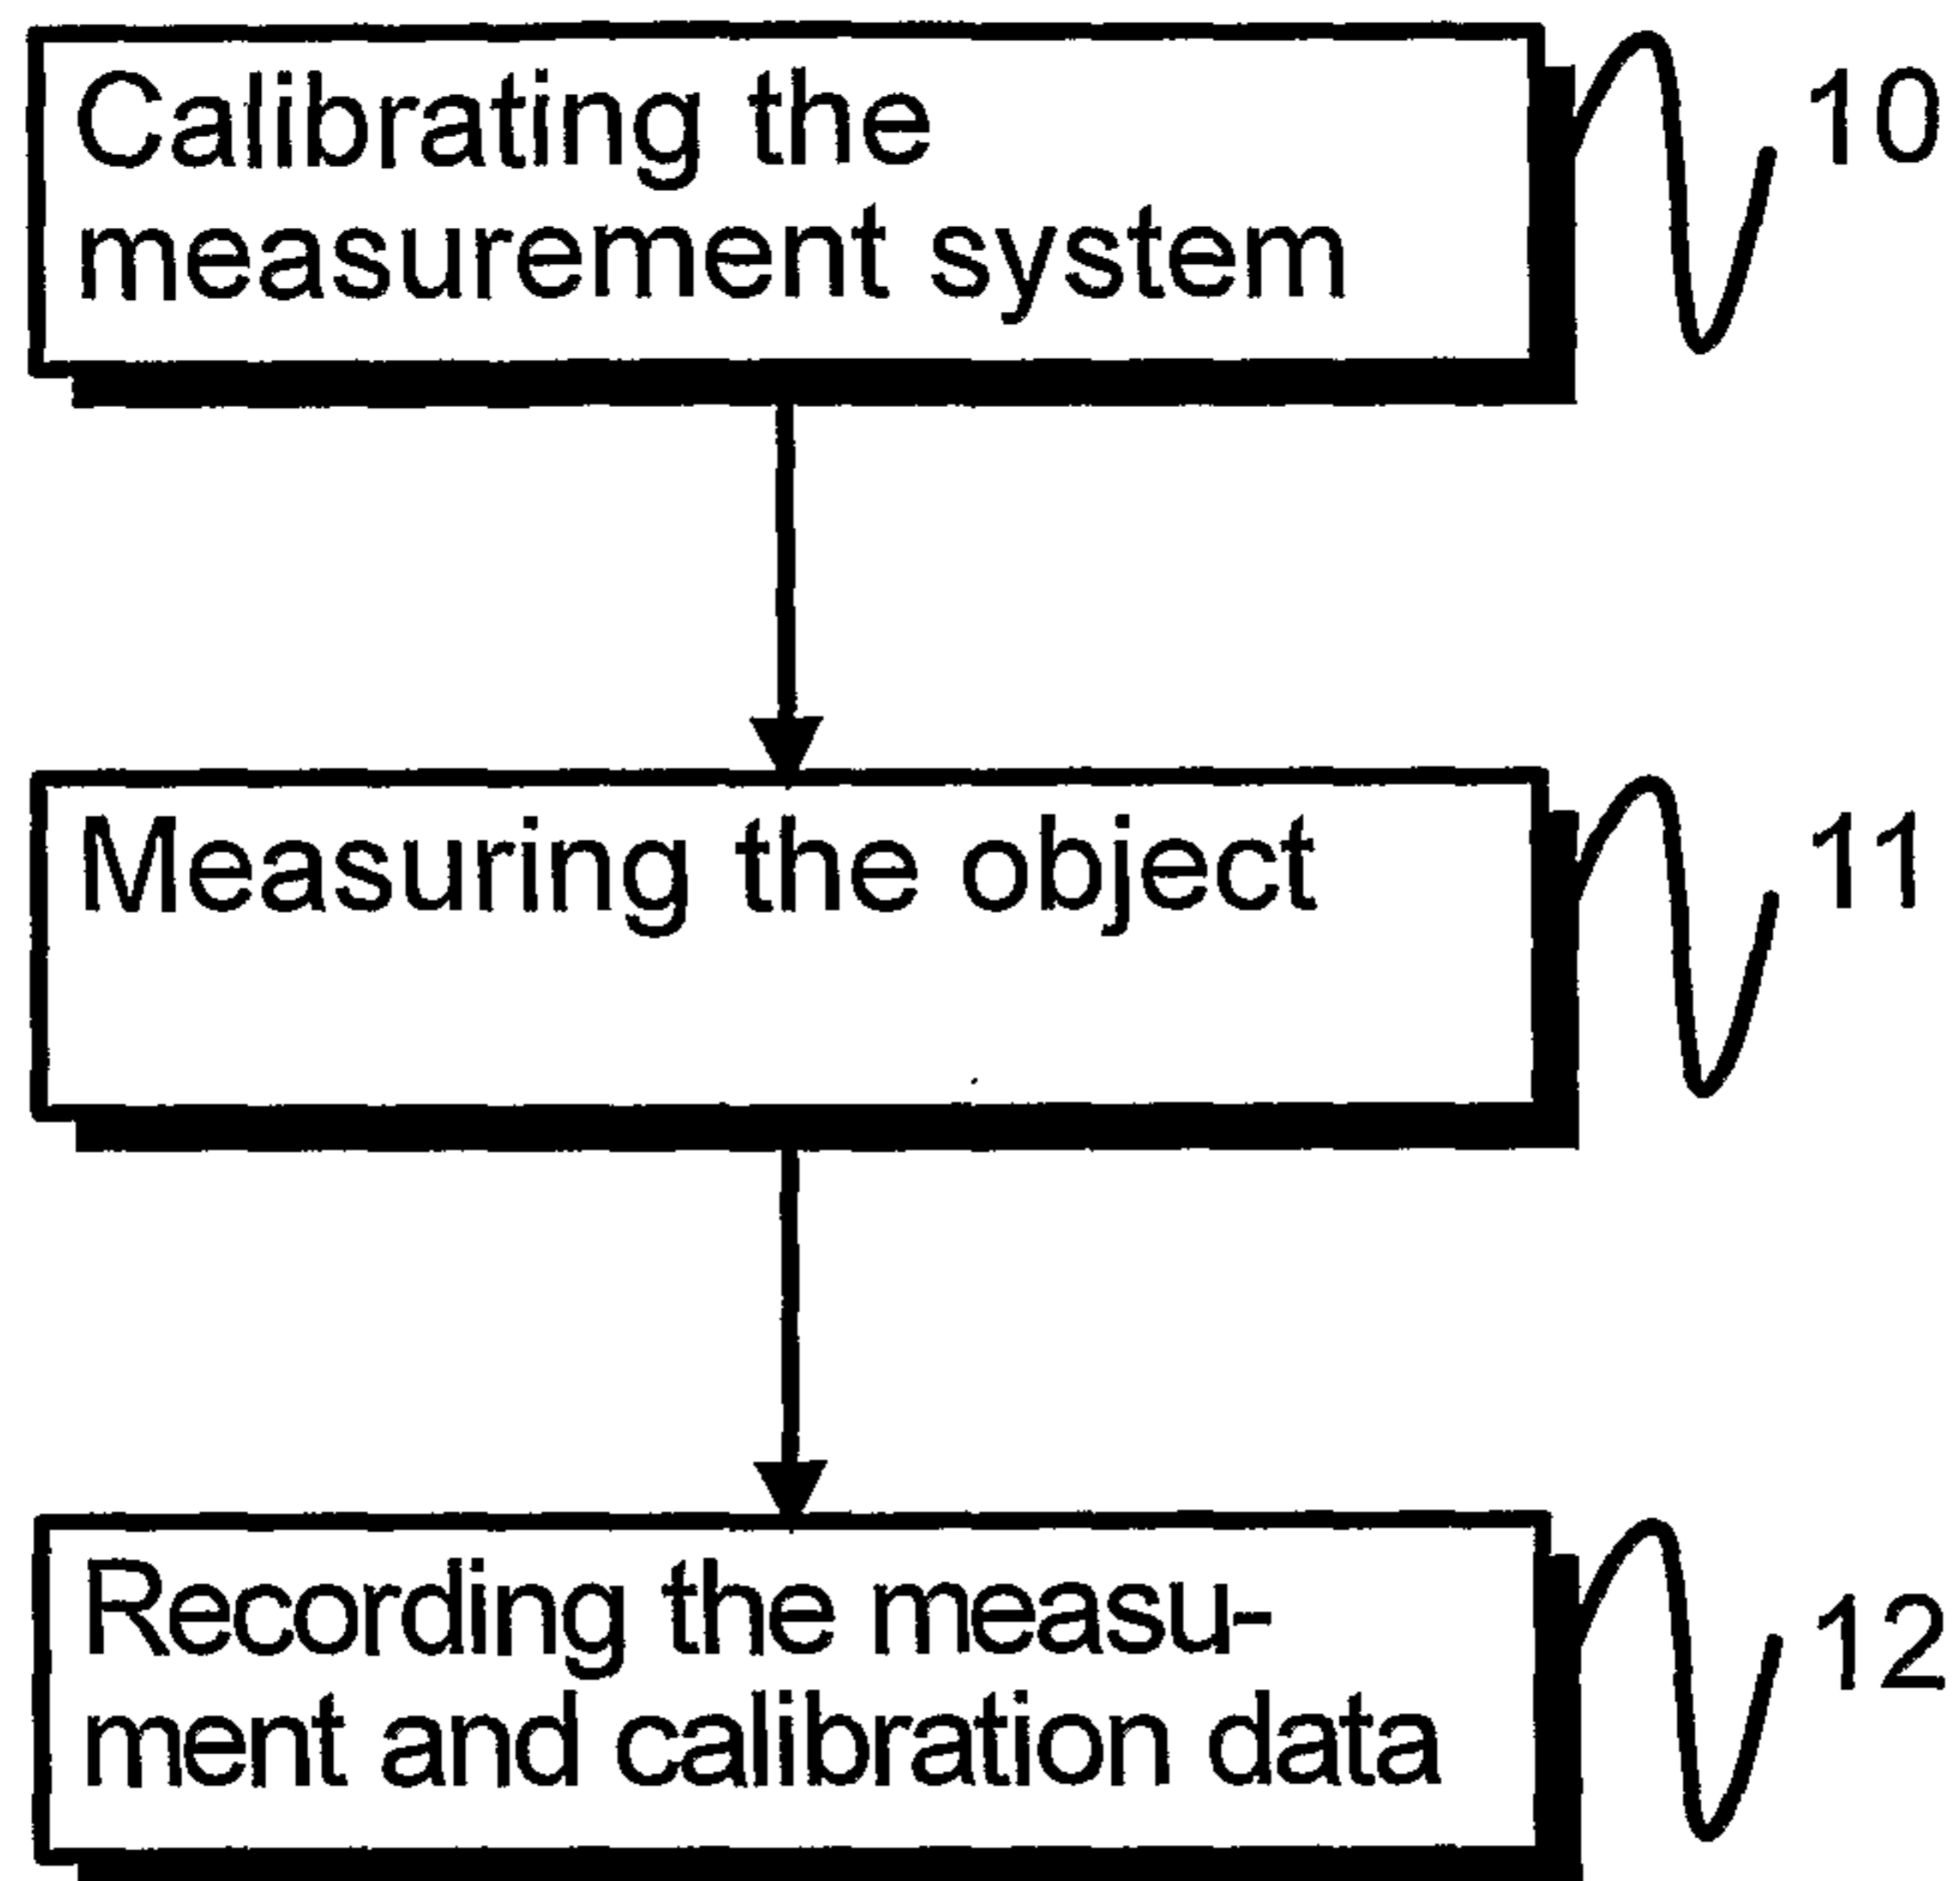 Calibrating the
measurement system
10
Measuring the object
11
Recording the measu-
ment and calibration data
12